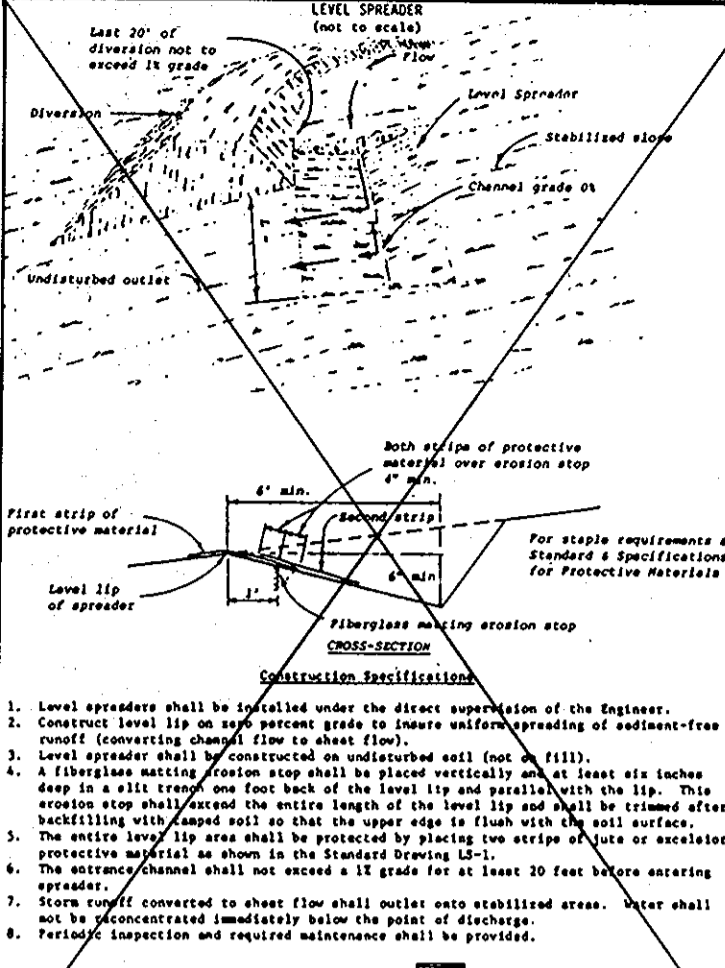 LEVEL SPREADER
(not to scale)
Last 20' of
diversion not to
exceed 1% grade
Flow
Diversion
Level Spreader
Stabilized slope
Channel grade 0%
Undisturbed outlet
Both strips of protective
material over erosion stop
4" min.
6' min.
First strip of
protective material
Second strip
For staple requirements
Standard & Specifications
for Protective Materials
6" min
Level lip
of spreader
1'
Fiberglass matting erosion stop
CROSS-SECTION
Construction Specifications
1. Level spreaders shall be installed under the direct supervision of the Engineer.
2. Construct level lip on zero percent grade to insure uniform spreading of sediment-free
runoff (converting channel flow to sheet flow).
3. Level spreader shall be constructed on undisturbed soil (not on fill).
4. A fiberglass matting erosion stop shall be placed vertically and at least six inches
deep in a slit trench one foot back of the level lip and parallel with the lip. This
erosion stop shall extend the entire length of the level lip and shall be trimmed after
backfilling with tamped soil so that the upper edge is flush with the soil surface.
5. The entire level lip area shall be protected by placing two strips of jute or excelsior
protective material as shown in the Standard Drawing LS-1.
6. The entrance channel shall not exceed a 1% grade for at least 20 feet before entering
spreader.
7. Storm runoff converted to sheet flow shall outlet onto stabilized areas. Water shall
not be reconcentrated immediately below the point of discharge.
8. Periodic inspection and required maintenance shall be provided.